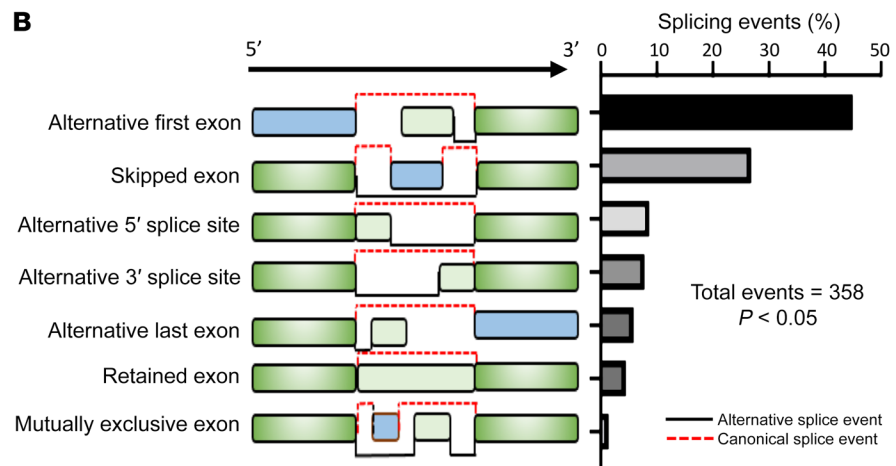 B
Splicing events (%)
5′
3′
0 10 20 30 40 50
Alternative first exon
Skipped exon
Alternative 5′ splice site
Alternative 3′ splice site
Alternative last exon
Retained exon
Mutually exclusive exon
Total events = 358
P < 0.05
Alternative splice event
Canonical splice event